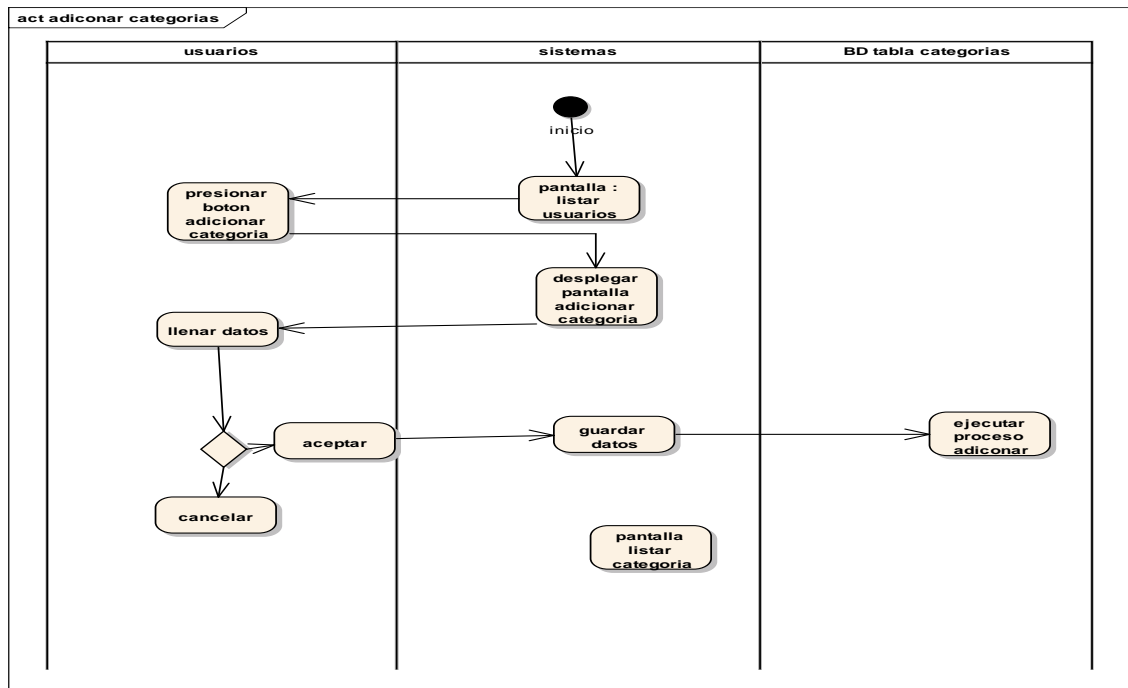 act adiconar categorias
usuarios
sistemas
BD tabla categorias
inicio
pantalla :
listar
usuarios
presionar
boton
adicionar
categoria
desplegar
pantalla
adicionar
categoria
llenar datos
aceptar
guardar
datos
ejecutar
proceso
adiconar
cancelar
pantalla
listar
categoria